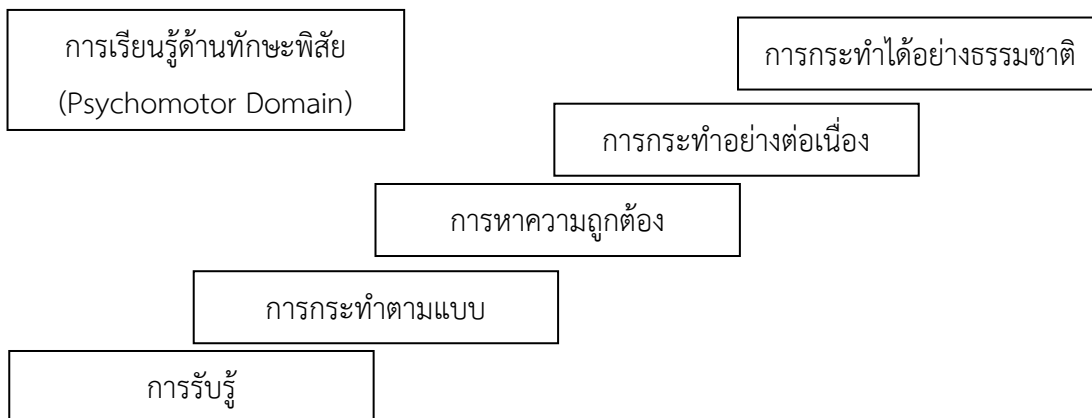 การเรียนรู้ด้านทักษะพิสัย
(Psychomotor Domain)
การกระทำได้อย่างธรรมชาติ
การกระทำอย่างต่อเนื่อง
การหาความถูกต้อง
การกระทำตามแบบ
การรับรู้